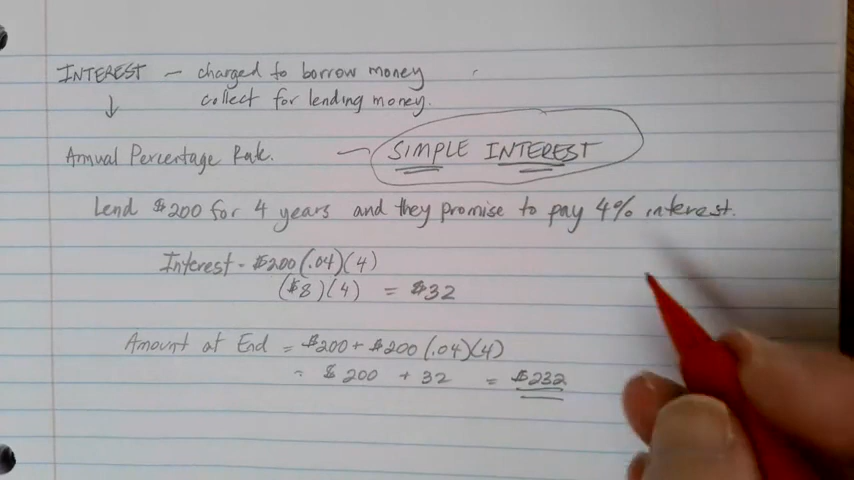 INTEREST — charged to borrow money
↓ collect for lending money.
Annual Percentage Rate. — SIMPLE INTEREST
Lend $200 for 4 years and they promise to pay 4% interest.
Interest = $200(.04)(4)
($8)(4) = $32
Amount at End = $200 + $200(.04)(4)
= $200 + 32 = $232